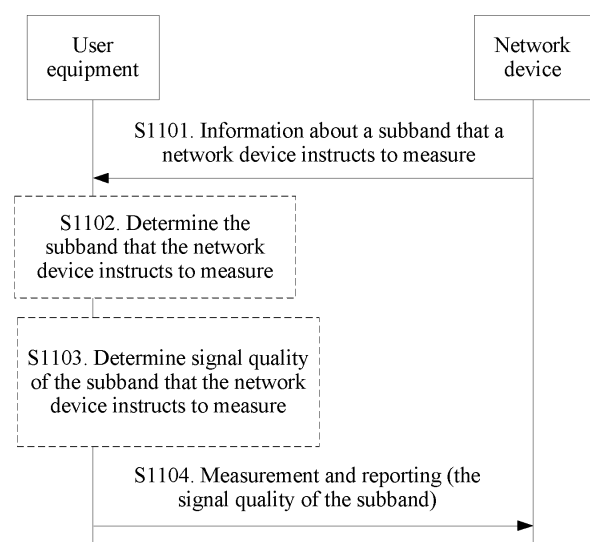 User
equipment
Network
device
S1101. Information about a subband that a
network device instructs to measure
S1102. Determine the
subband that the network
device instructs to measure
S1103. Determine signal quality
of the subband that the network
device instructs to measure
S1104. Measurement and reporting (the
signal quality of the subband)